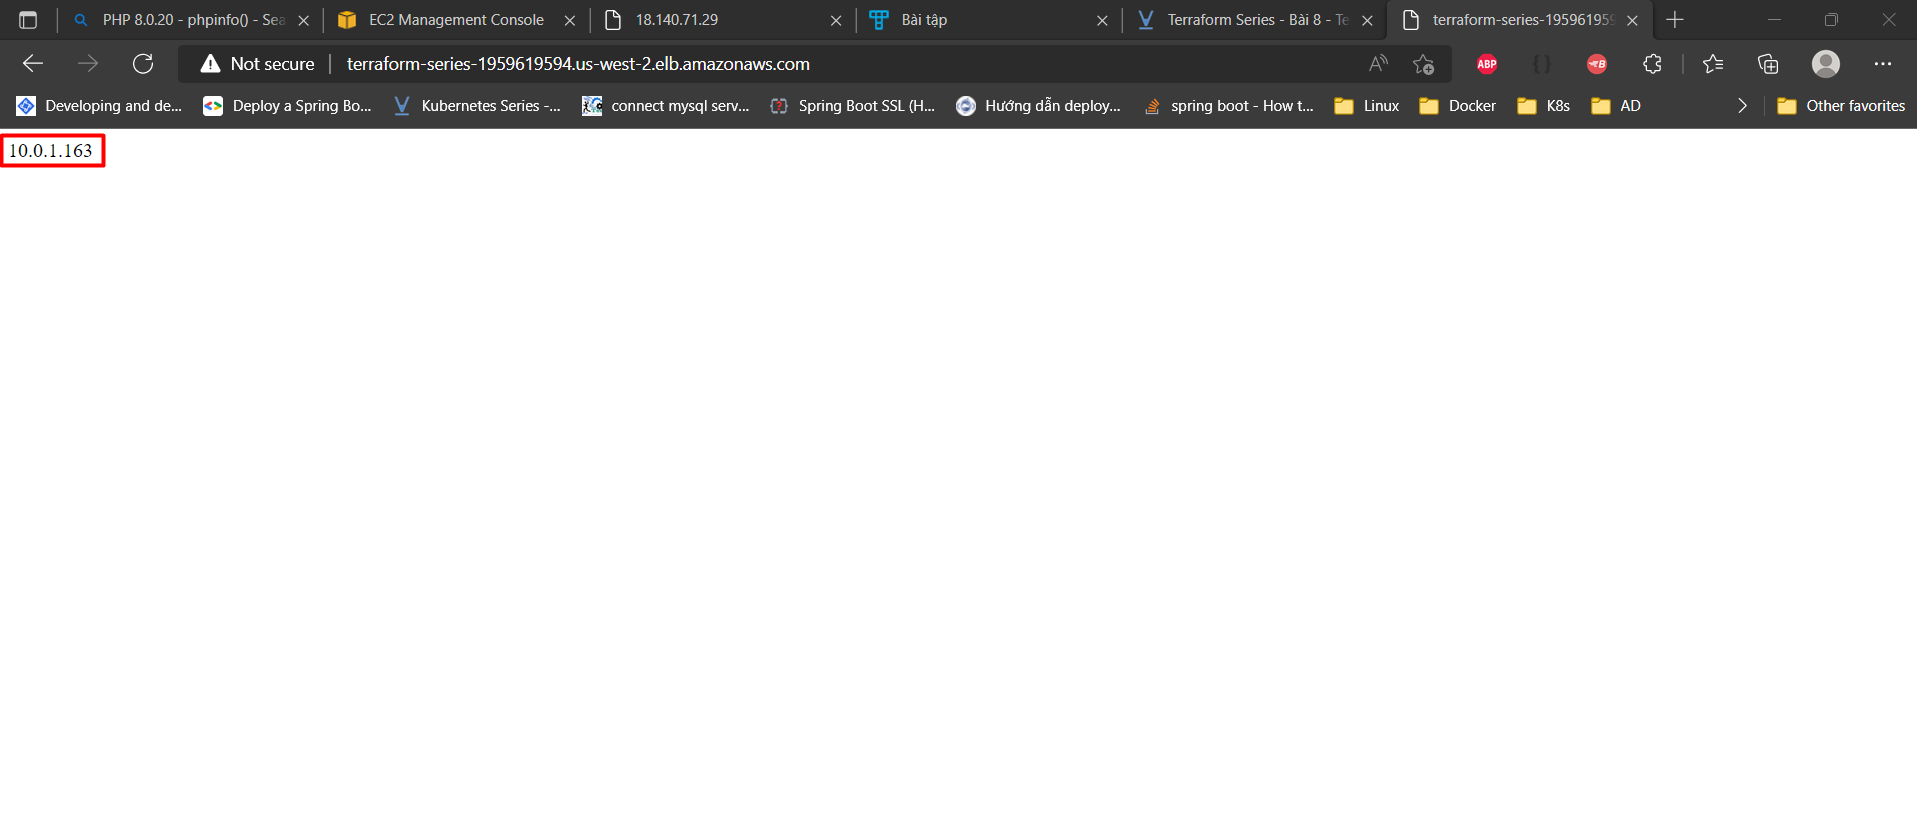 PHP 8.0.20 - phpinfo() - Sea
EC2 Management Console
18.140.71.29
Bài tập
Terraform Series - Bài 8 - Te
terraform-series-195961959
Not secure
terraform-series-1959619594.us-west-2.elb.amazonaws.com
ABP
Developing and de...
Deploy a Spring Bo...
Kubernetes Series -...
connect mysql serv...
Spring Boot SSL (H...
Hướng dẫn deploy...
spring boot - How t...
Linux
Docker
K8s
AD
Other favorites
10.0.1.163